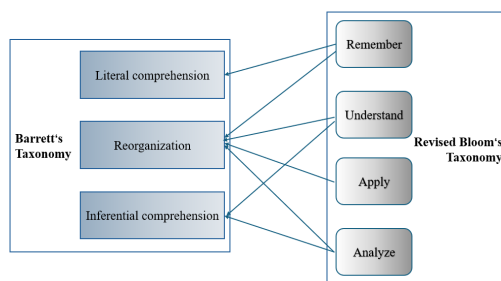 Barrett's
Taxonomy
Literal comprehension
Reorganization
Inferential comprehension
Remember
Understand
Apply
Analyze
Revised Bloom's
Taxonomy